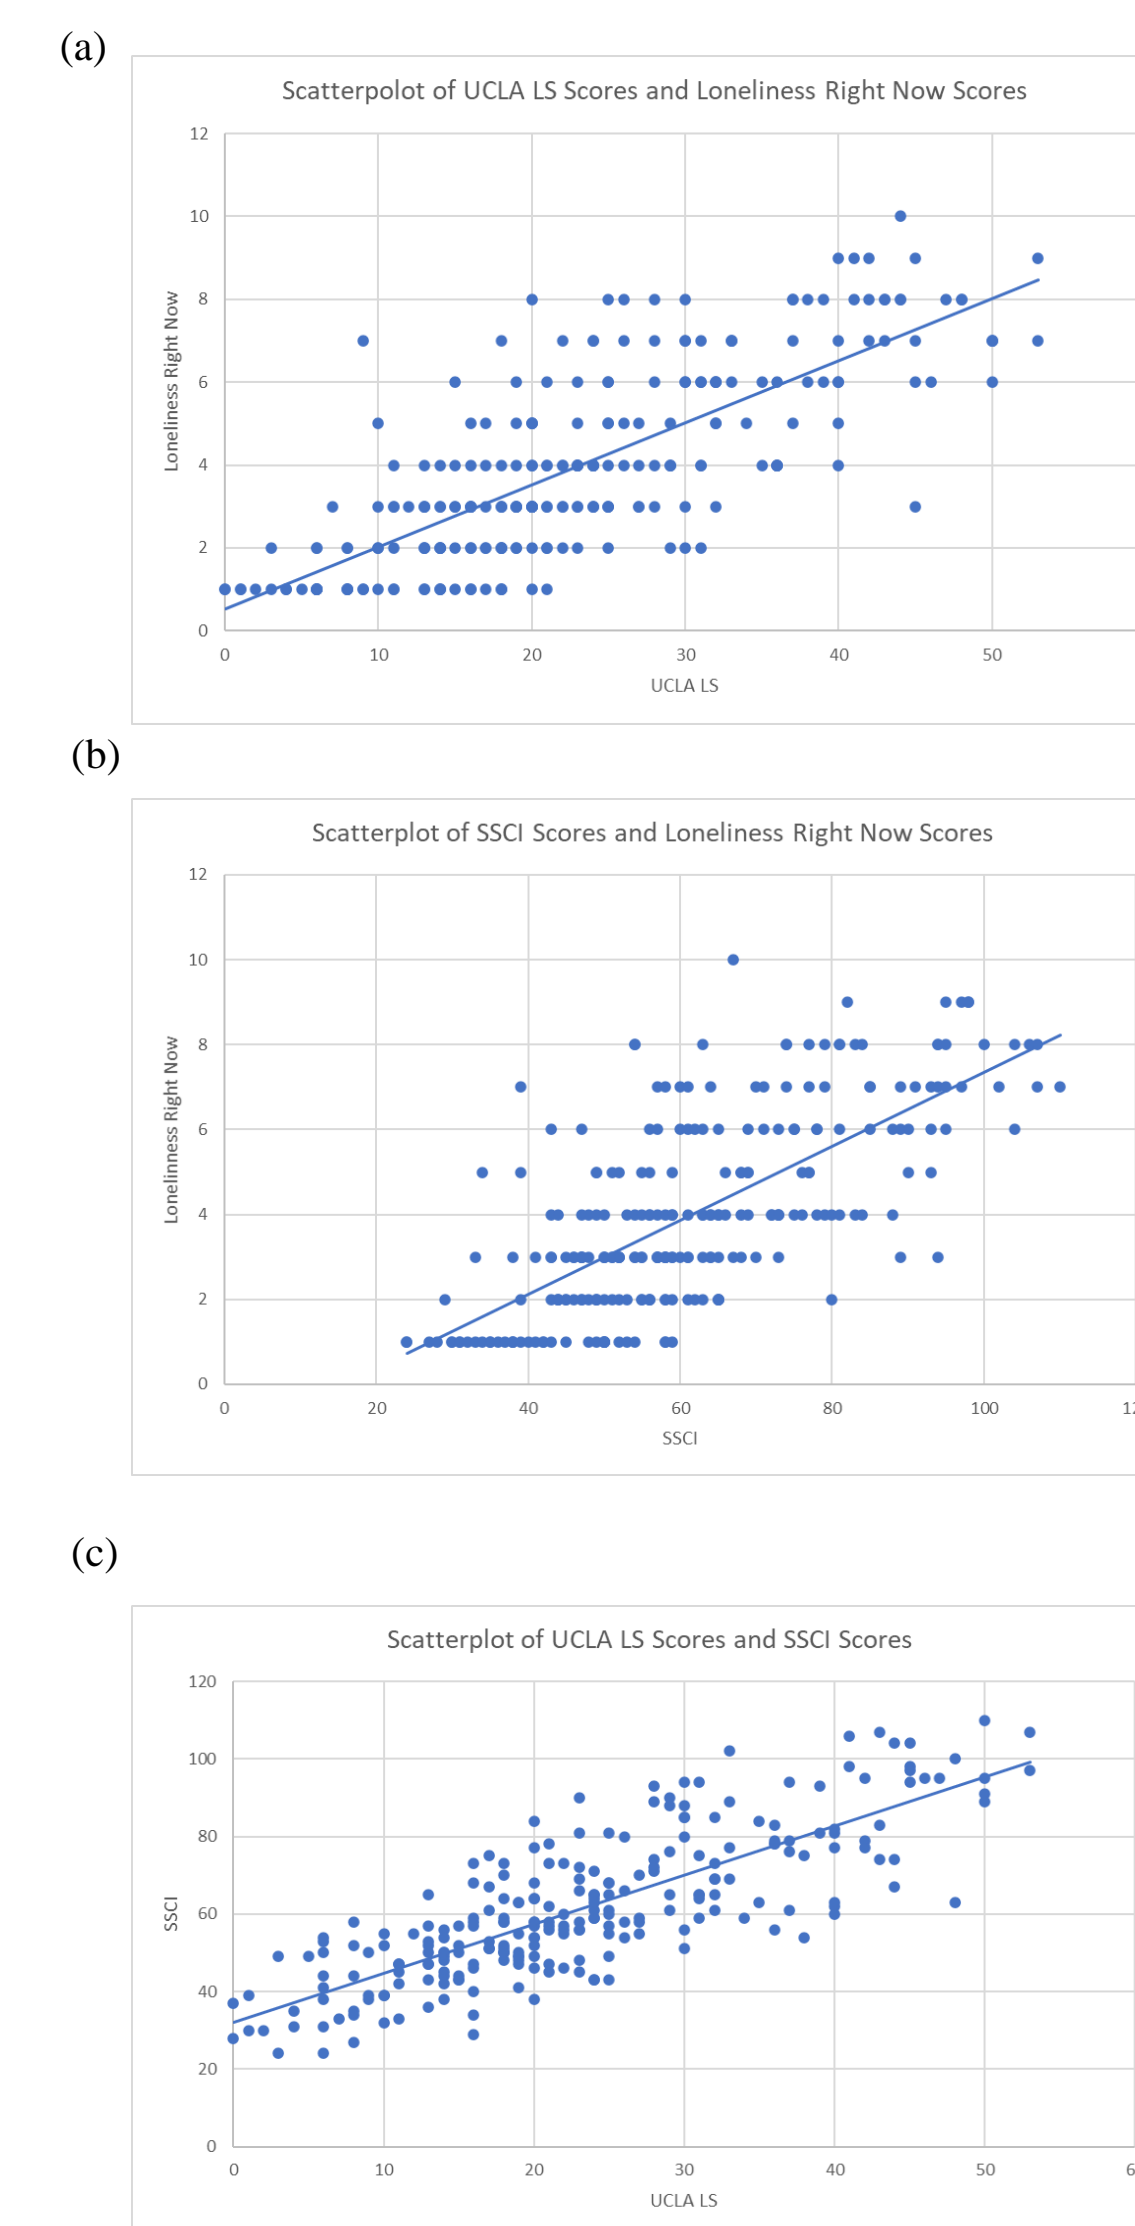 (a)
Scatterpolot of UCLA LS Scores and Loneliness Right Now Scores
12
10
8
6
4
2
0
Loneliness Right Now
0 10 20 30 40 50
UCLA LS
(b)
Scatterplot of SSCI Scores and Loneliness Right Now Scores
12
10
8
6
4
2
0
Lonelinness Right Now
0 20 40 60 80 100 12
SSCI
(c)
Scatterplot of UCLA LS Scores and SSCI Scores
120
100
80
60
40
20
0
SSCI
0 10 20 30 40 50 6
UCLA LS